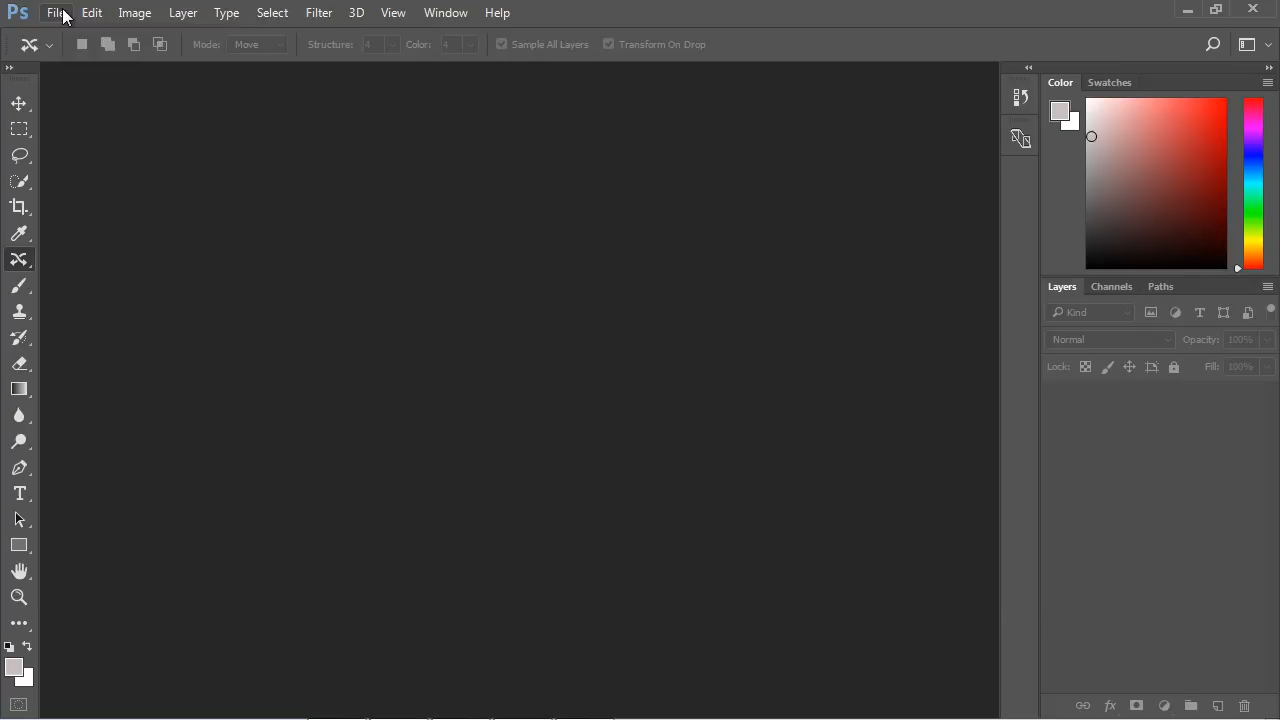 Ps File Edit Image Layer Type Select Filter 3D View Window Help
Mode: Move Structure: 4 Color: 4 Sample All Layers Transform On Drop
Color Swatches
Layers Channels Paths
Kind
Normal Opacity: 100%
Lock: Fill: 100%